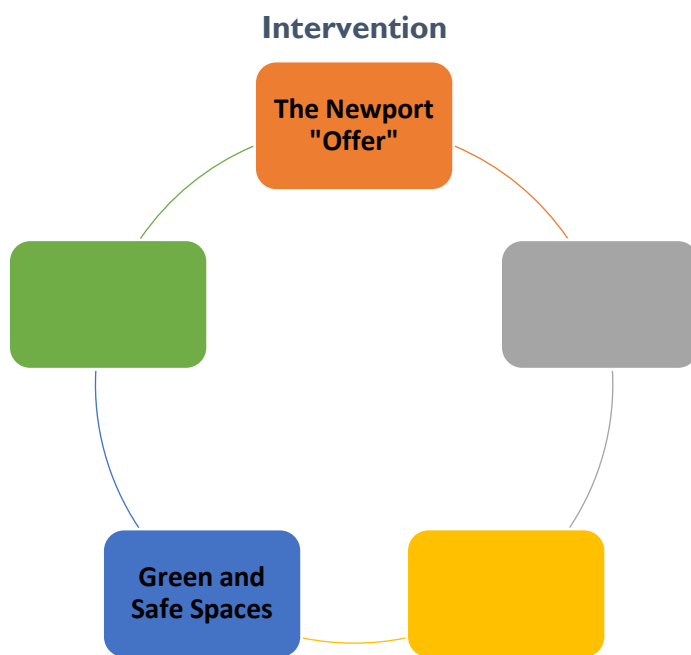 Intervention
The Newport
"Offer"
Green and
Safe Spaces